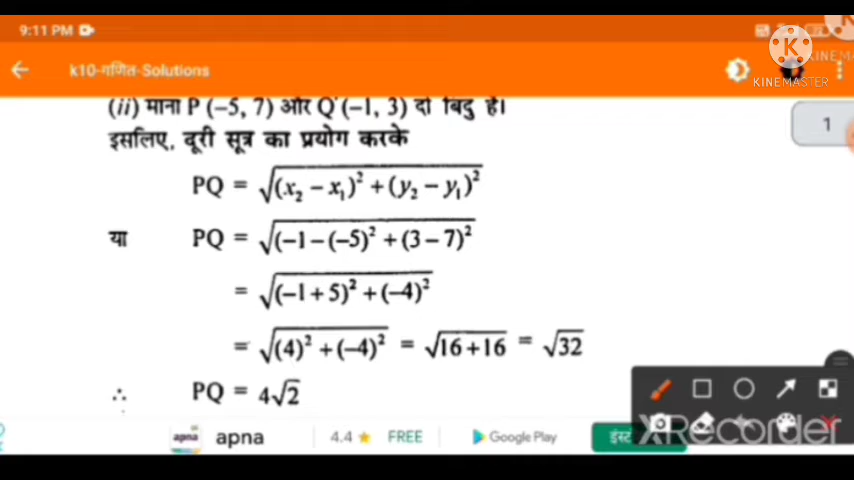 9:11 PM
KINEMASTER
k10-गणित-Solutions
(ii) माना P (−5, 7) और Q (−1, 3) दो बिंदु हैं।
1
इसलिए, दूरी सूत्र का प्रयोग करके
PQ = √(x₂ − x₁)² + (y₂ − y₁)²
या PQ = √(−1 − (−5)² + (3 − 7)²
= √(−1 + 5)² + (−4)²
= √(4)² + (−4)² = √16 + 16 = √32
∴ PQ = 4√2
apna apna 4.4 ★ FREE Google Play
XRecorder